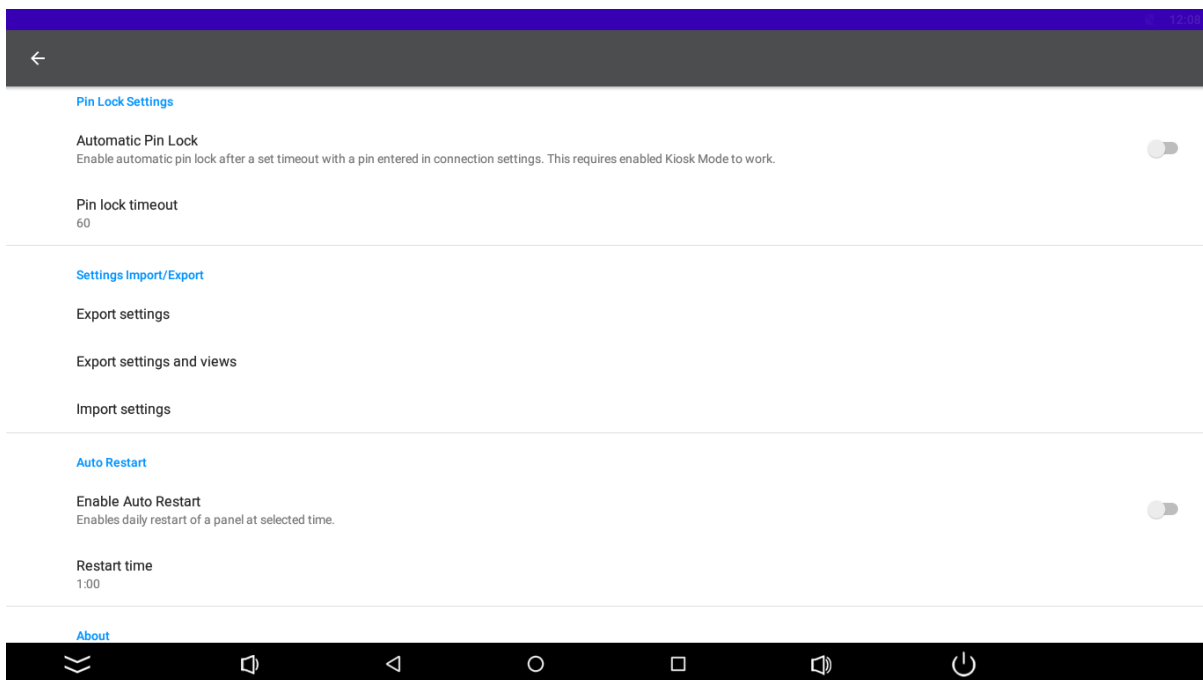 12:08
Pin Lock Settings
Automatic Pin Lock
Enable automatic pin lock after a set timeout with a pin entered in connection settings. This requires enabled Kiosk Mode to work.
Pin lock timeout
60
Settings Import/Export
Export settings
Export settings and views
Import settings
Auto Restart
Enable Auto Restart
Enables daily restart of a panel at selected time.
Restart time
1:00
About